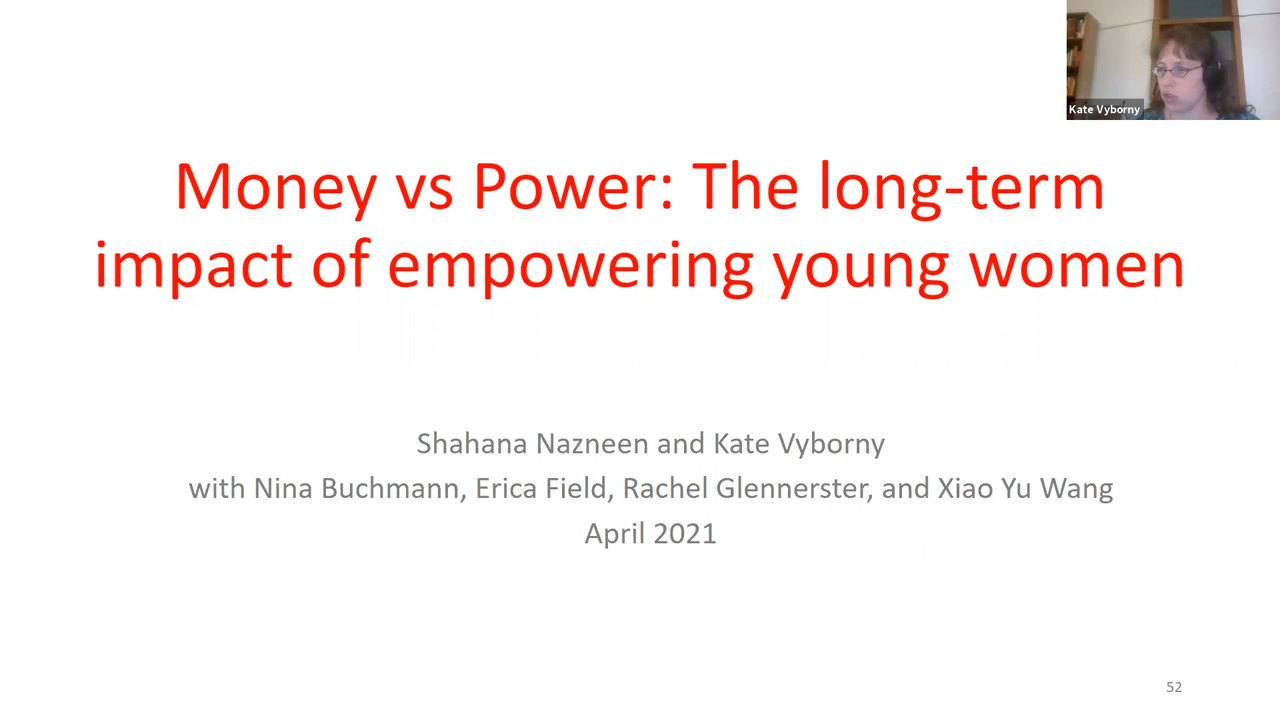 Kate Vyborny
Money vs Power: The long-term
impact of empowering young women
Shahana Nazneen and Kate Vyborny
with Nina Buchmann, Erica Field, Rachel Glennerster, and Xiao Yu Wang
April 2021
52